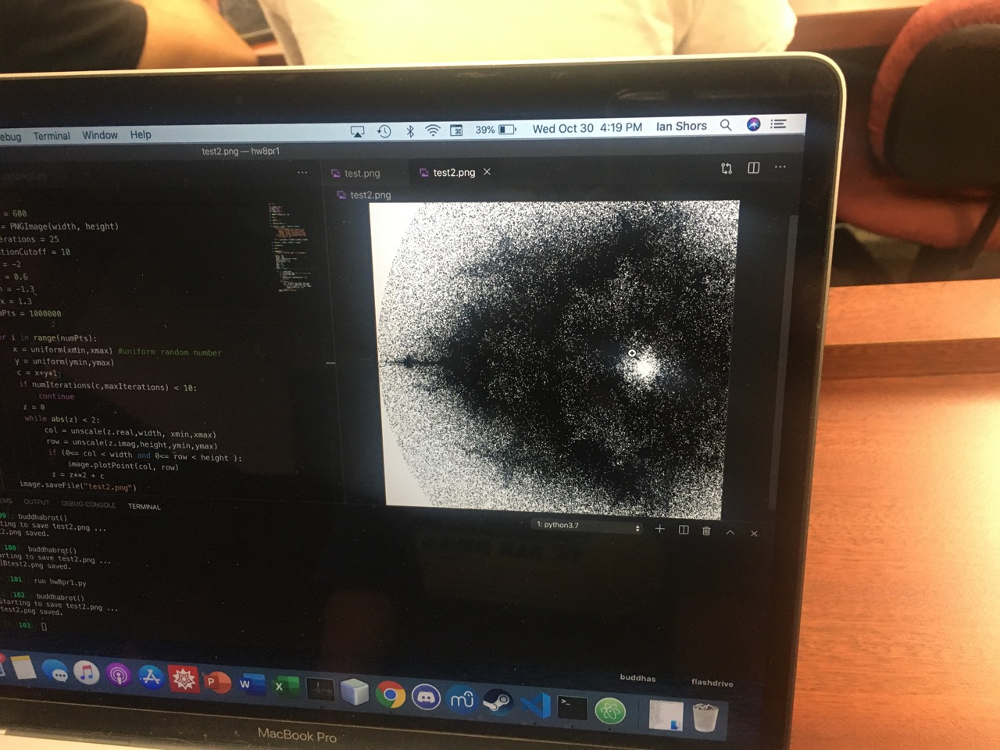 ebug Terminal Window Help 39% Wed Oct 30 4:19 PM Ian Shors
test2.png — hw8pr1
test.png test2.png
test2.png
= 600
= PNGImage(width, height)
erations = 25
tionCutoff = 10
= -2
= 0.6
= -1.3
x = 1.3
mPts = 1000000
or i in range(numPts):
x = uniform(xmin,xmax) #uniform random number
y = uniform(ymin,ymax)
c = x+y*1j
if numIterations(c,maxIterations) < 10:
continue
z = 0
while abs(z) < 2:
col = unscale(z.real,width, xmin,xmax)
row = unscale(z.imag,height,ymin,ymax)
if (0<= col < width and 0<= row < height ):
image.plotPoint(col, row)
z = z**2 + c
image.saveFile("test2.png")
EMS OUTPUT DEBUG CONSOLE TERMINAL
1: python3.7
99 : buddhabrot()
ting to save test2.png ...
2.png saved.
100 : buddhabrot()
arting to save test2.png ...
test2.png saved.
101 : run hw8pr1.py
102 : buddhabrot()
Starting to save test2.png ...
test2.png saved.
103 :
buddhas flashdrive
MacBook Pro